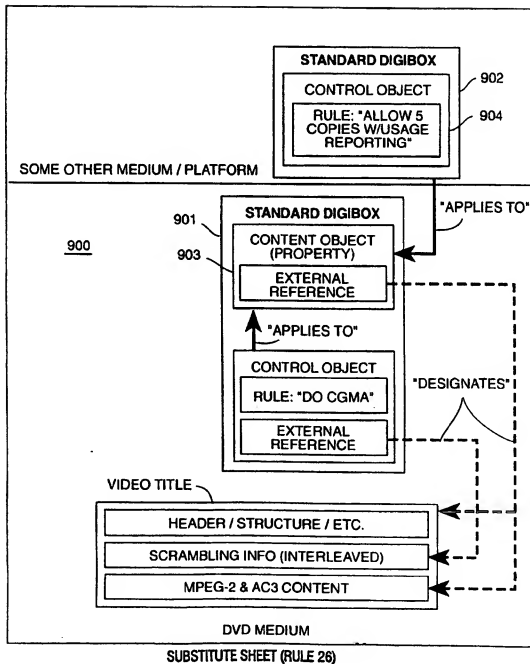 STANDARD DIGIBOX
902
CONTROL OBJECT
RULE: "ALLOW 5
COPIES W/USAGE
REPORTING"
904
SOME OTHER MEDIUM / PLATFORM
901
STANDARD DIGIBOX
"APPLIES TO"
900
903
CONTENT OBJECT
(PROPERTY)
EXTERNAL
REFERENCE
"APPLIES TO"
CONTROL OBJECT
RULE: "DO CGMA"
"DESIGNATES"
EXTERNAL
REFERENCE
VIDEO TITLE
HEADER / STRUCTURE / ETC.
SCRAMBLING INFO (INTERLEAVED)
MPEG-2 & AC3 CONTENT
DVD MEDIUM
SUBSTITUTE SHEET (RULE 26)